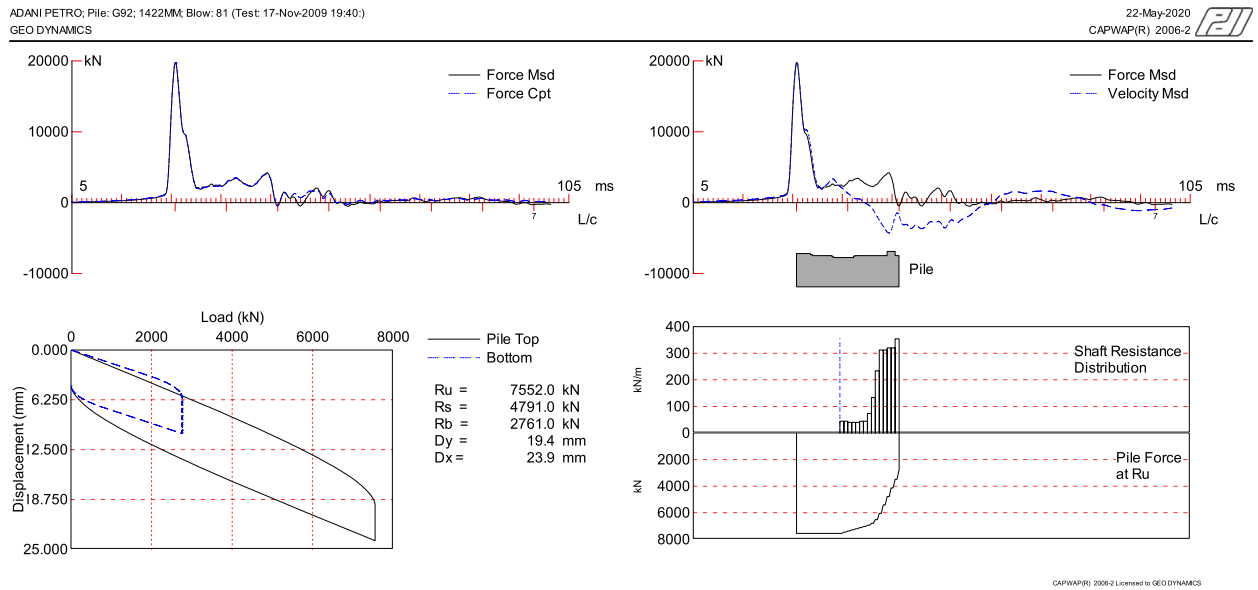 ADANI PETRO; Pile: G92; 1422MM; Blow: 81 (Test: 17-Nov-2009 19:40:)
GEO DYNAMICS
22-May-2020
CAPWAP(R) 2006-2
20000 kN
10000
0
-10000
5
105 ms
7
L/c
Force Msd
Force Cpt
20000 kN
10000
0
-10000
5
105 ms
7
L/c
Force Msd
Velocity Msd
Pile
Load (kN)
0 2000 4000 6000 8000
0.000
6.250
12.500
18.750
25.000
Displacement (mm)
Pile Top
Bottom
Ru = 7552.0 kN
Rs = 4791.0 kN
Rb = 2761.0 kN
Dy = 19.4 mm
Dx = 23.9 mm
400
300
200
100
0
kN/m
Shaft Resistance
Distribution
2000
4000
6000
8000
kN
Pile Force
at Ru
CAPWAP(R) 2006-2 Licensed to GEO DYNAMICS